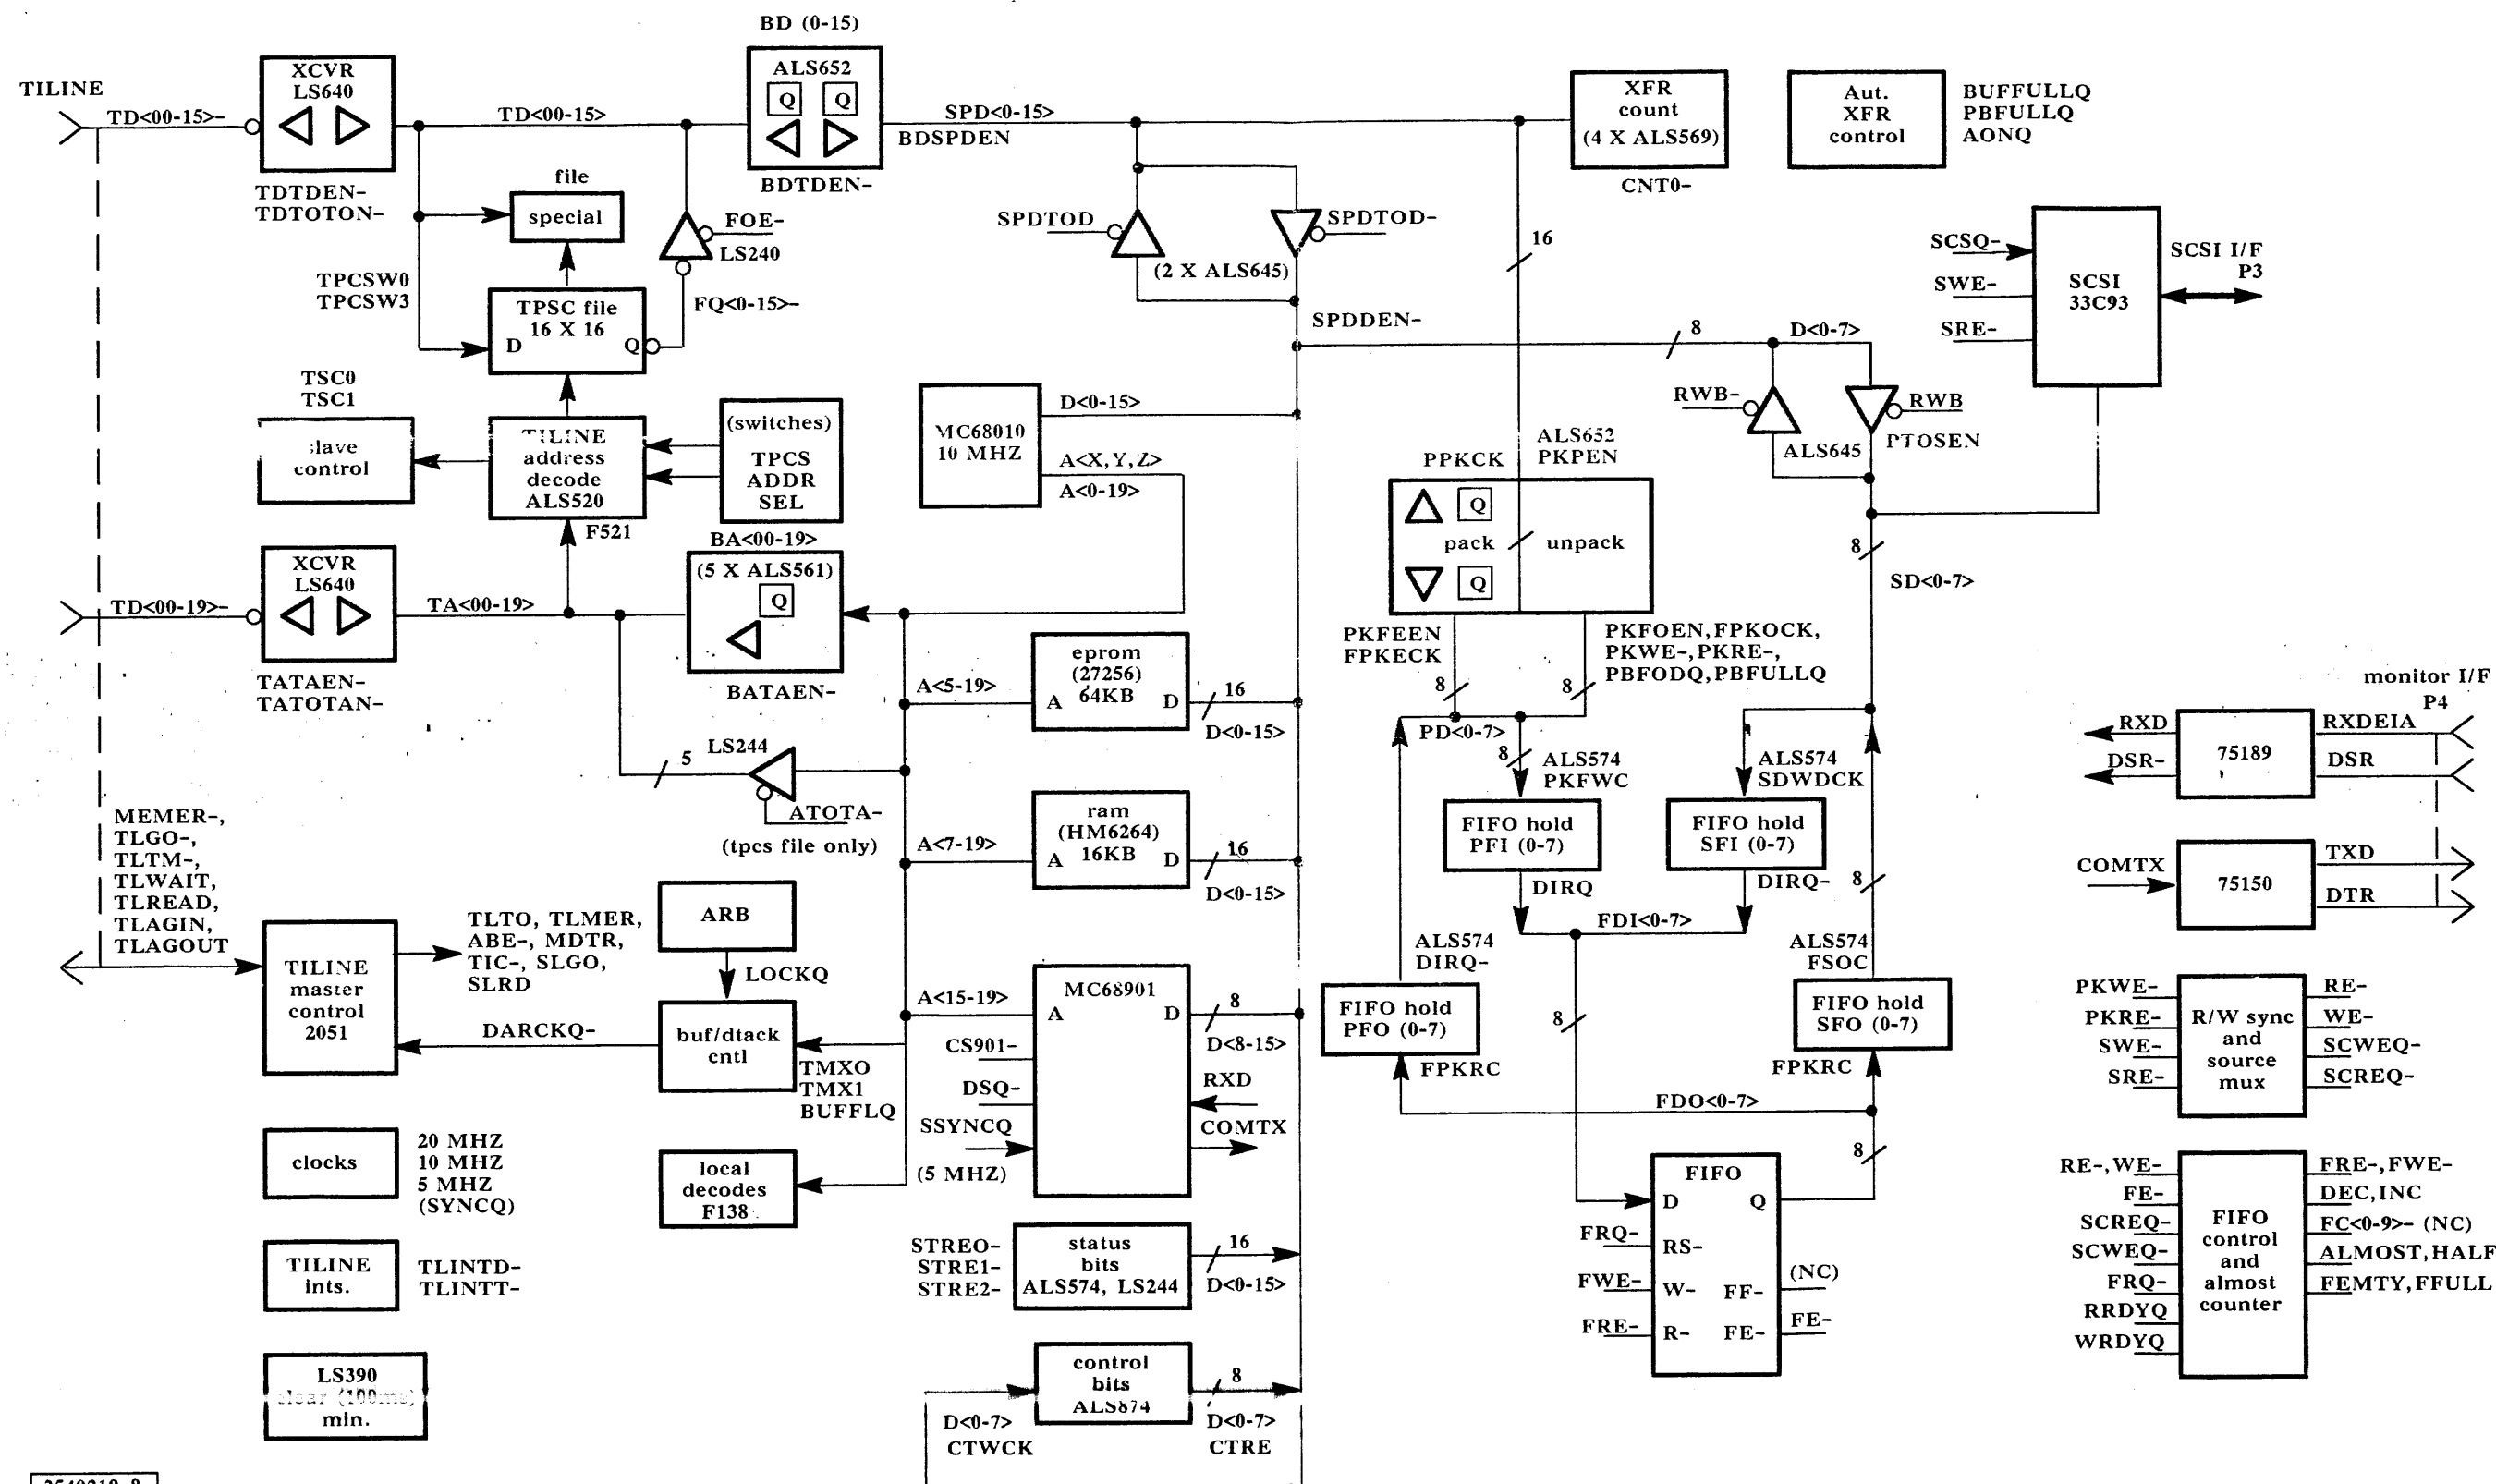 BD (0-15)
TILINE
TD<00-15>-
XCVR
LS640
TDTDEN-
TDTOTON-
TD<00-15>
ALS652
Q Q
BDTDEN-
SPD<0-15>
BDSPDEN
XFR
count
(4 X ALS569)
CNT0-
Aut.
XFR
control
BUFFULLQ
PBFULLQ
AONQ
file
special
FOE-
LS240
TPCSW0
TPCSW3
TPSC file
16 X 16
D Q
FQ<0-15>-
SPDTOD
SPDTOD-
(2 X ALS645)
SPDDEN-
16
SCSQ-
SWE-
SRE-
SCSI
33C93
SCSI I/F
P3
8
D<0-7>
RWB-
RWB
ALS645
PTOSEN
8
SD<0-7>
TSC0
TSC1
control
TILINE
address
decode
ALS520
F521
(switches)
TPCS
ADDR
SEL
MC68010
10 MHZ
D<0-15>
A<X,Y,Z>
A<0-19>
PPKCK
ALS652
PKPEN
Q
pack
unpack
Q
PKFEEN
FPKECK
PKFOEN,FPKOCK,
PKWE-,PKRE-,
PBFODQ,PBFULLQ
8
8
PD<0-7>
TD<00-19>-
XCVR
LS640
TATAEN-
TATOTAN-
TA<00-19>
BA<00-19>
(5 X ALS561)
Q
BATAEN-
A<5-19>
eprom
(27256)
64KB
A D
16
D<0-15>
LS244
5
ATOTA-
(tpcs file only)
A<7-19>
ram
(HM6264)
16KB
A D
16
D<0-15>
8
ALS574
PKFWC
FIFO hold
PFI (0-7)
DIRQ
ALS574
SDWDCK
FIFO hold
SFI (0-7)
DIRQ-
8
FDI<0-7>
monitor I/F
P4
RXD
DSR-
75189
RXDEIA
DSR
COMTX
75150
TXD
DTR
MEMER-,
TLGO-,
TLTM-,
TLWAIT,
TLREAD,
TLAGIN,
TLAGOUT
TILINE
master
control
2051
TLTO, TLMER,
ABE-, MDTR,
TIC-, SLGO,
SLRD
ARB
LOCKQ
buf/dtack
cntl
DARCKQ-
TMXO
TMX1
BUFFLQ
A<15-19>
MC68901
A D
8
D<8-15>
CS901-
DSQ-
SSYNCQ
(5 MHZ)
RXD
COMTX
ALS574
DIRQ-
FIFO hold
PFO (0-7)
FPKRC
8
ALS574
FSOC
FIFO hold
SFO (0-7)
FPKRC
FDO<0-7>
8
PKWE-
PKRE-
SWE-
SRE-
R/W sync
and
source
mux
RE-
WE-
SCWEQ-
SCREQ-
clocks
20 MHZ
10 MHZ
5 MHZ
(SYNCQ)
local
decodes
F138
FIFO
D Q
FRQ-
RS-
FWE-
W- FF-
(NC)
FRE-
R- FE-
FE-
RE-,WE-
FE-
SCREQ-
SCWEQ-
FRQ-
RRDYQ
WRDYQ
FIFO
control
and
almost
counter
FRE-,FWE-
DEC,INC
FC<0-9>- (NC)
ALMOST,HALF
FEMTY,FFULL
TILINE
ints.
TLINTD-
TLINTT-
STREO-
STRE1-
STRE2-
status
bits
ALS574, LS244
16
D<0-15>
LS390
clear (100ms)
min.
control
bits
ALS874
8
D<0-7>
CTWCK
D<0-7>
CTRE